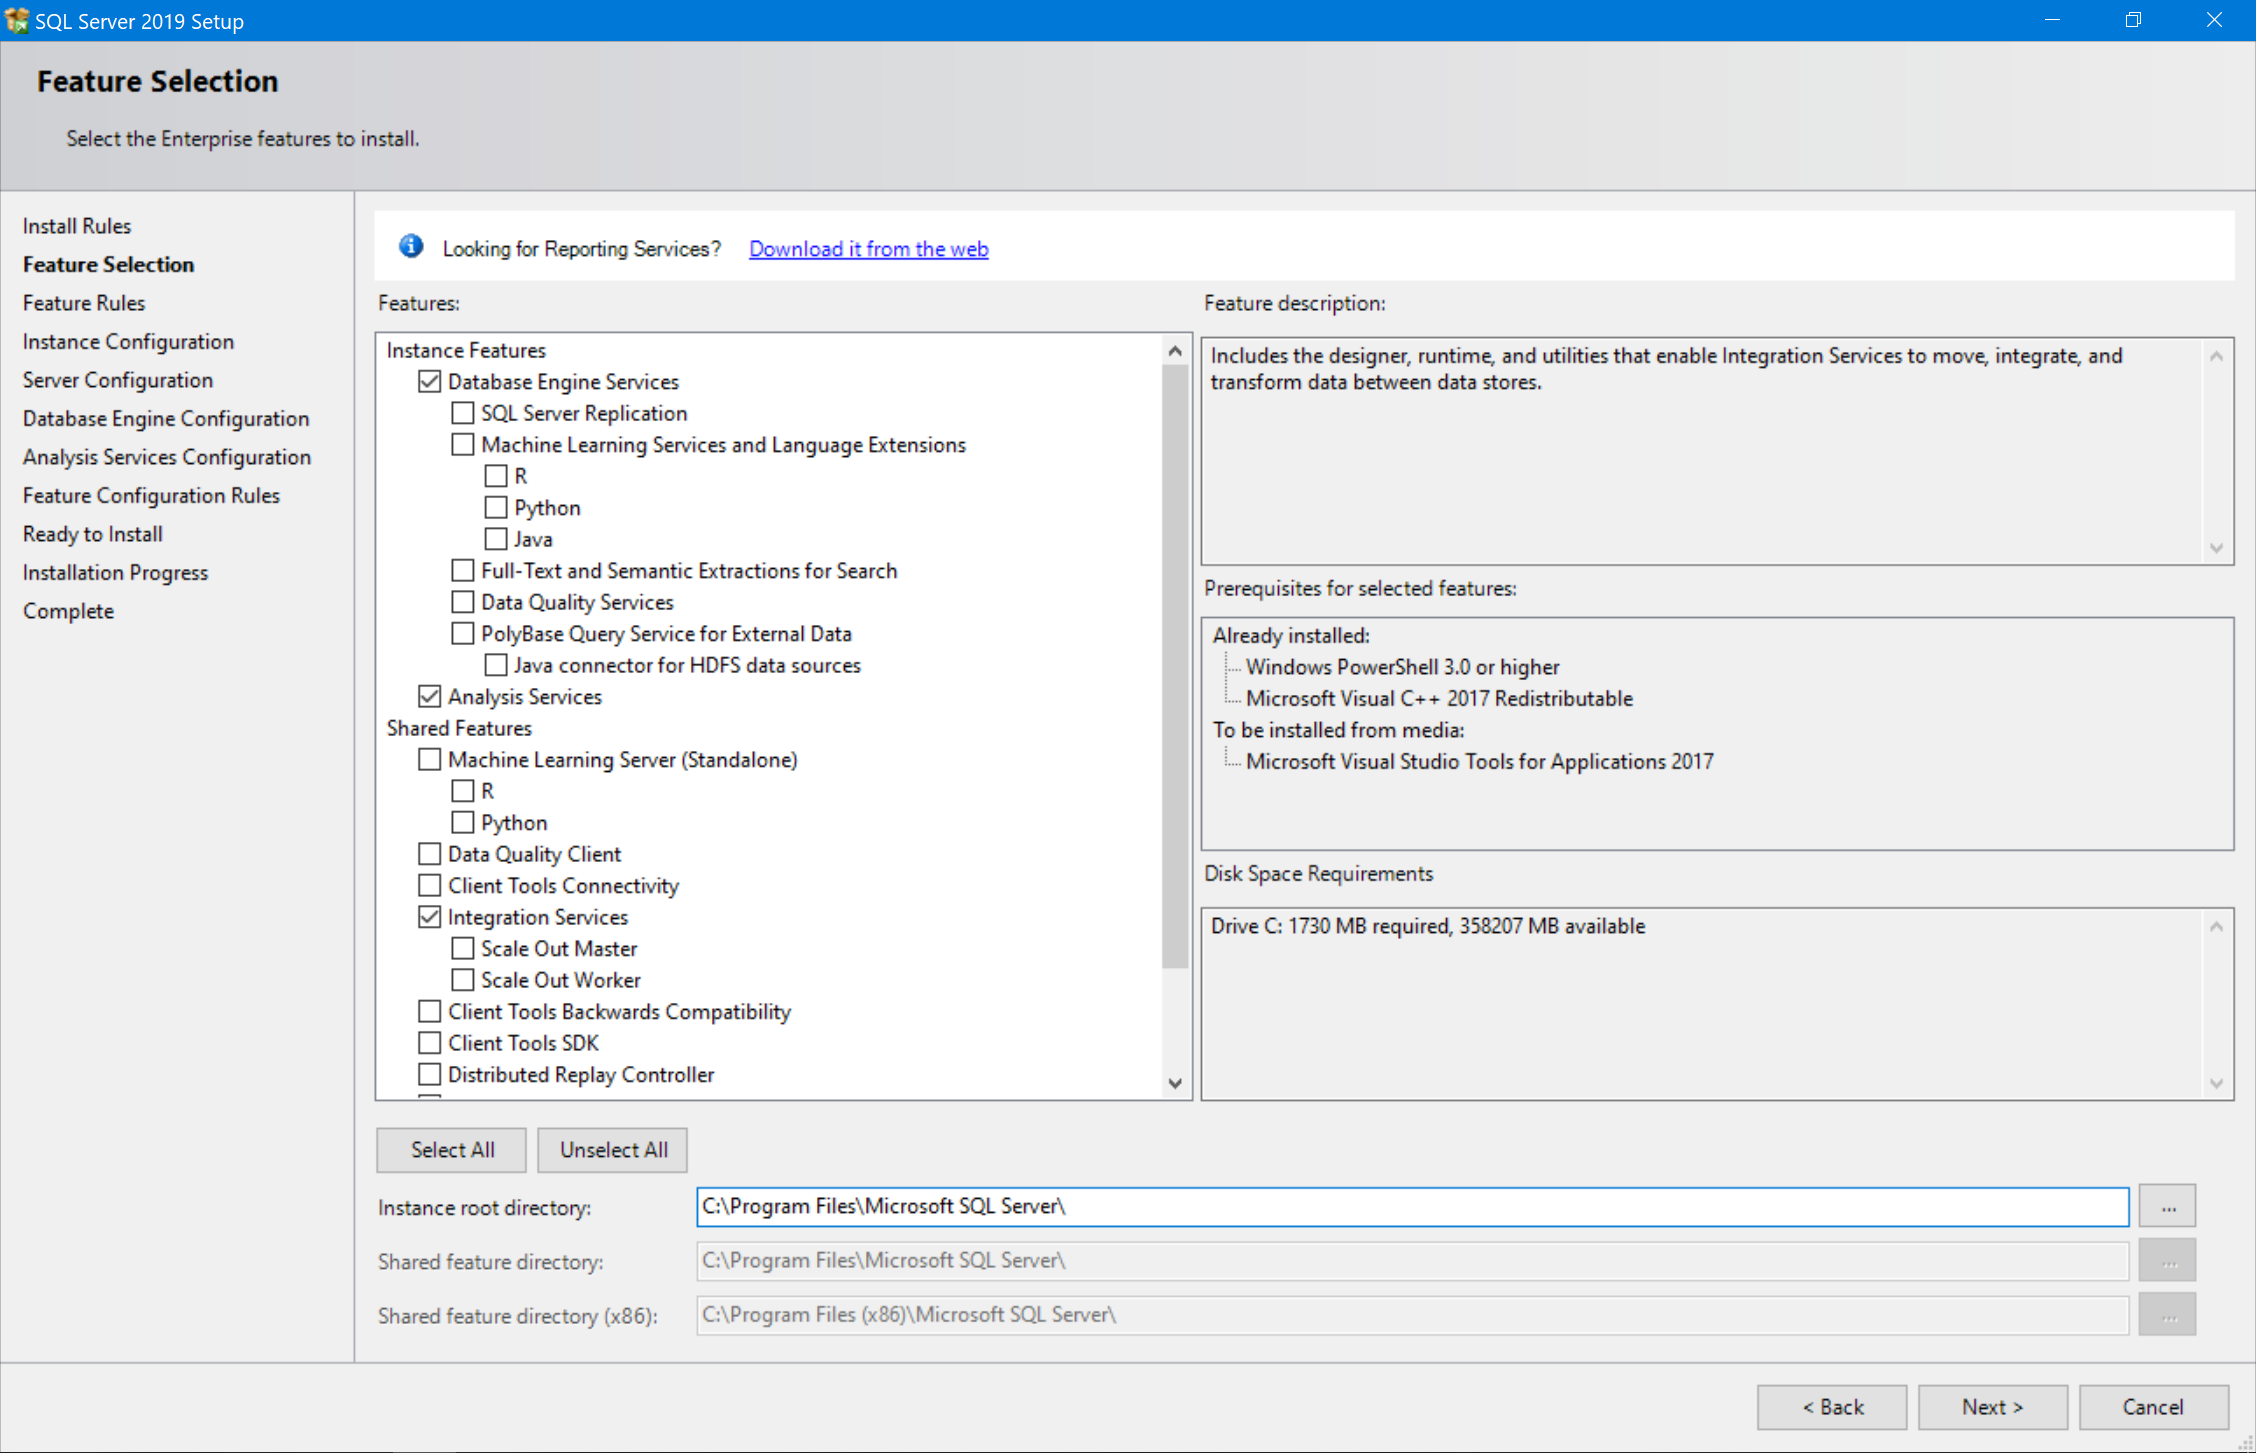 SQL Server 2019 Setup
Feature Selection
Select the Enterprise features to install.
Install Rules
Feature Selection
Feature Rules
Instance Configuration
Server Configuration
Database Engine Configuration
Analysis Services Configuration
Feature Configuration Rules
Ready to Install
Installation Progress
Complete
Looking for Reporting Services? Download it from the web
Features:
Instance Features
Database Engine Services
SQL Server Replication
Machine Learning Services and Language Extensions
R
Python
Java
Full-Text and Semantic Extractions for Search
Data Quality Services
PolyBase Query Service for External Data
Java connector for HDFS data sources
Analysis Services
Shared Features
Machine Learning Server (Standalone)
R
Python
Data Quality Client
Client Tools Connectivity
Integration Services
Scale Out Master
Scale Out Worker
Client Tools Backwards Compatibility
Client Tools SDK
Distributed Replay Controller
Feature description:
Includes the designer, runtime, and utilities that enable Integration Services to move, integrate, and
transform data between data stores.
Prerequisites for selected features:
Already installed:
Windows PowerShell 3.0 or higher
Microsoft Visual C++ 2017 Redistributable
To be installed from media:
Microsoft Visual Studio Tools for Applications 2017
Disk Space Requirements
Drive C: 1730 MB required, 358207 MB available
Select All
Unselect All
Instance root directory: C:\Program Files\Microsoft SQL Server\ ...
Shared feature directory: C:\Program Files\Microsoft SQL Server\ ...
Shared feature directory (x86): C:\Program Files (x86)\Microsoft SQL Server\ ...
< Back
Next >
Cancel